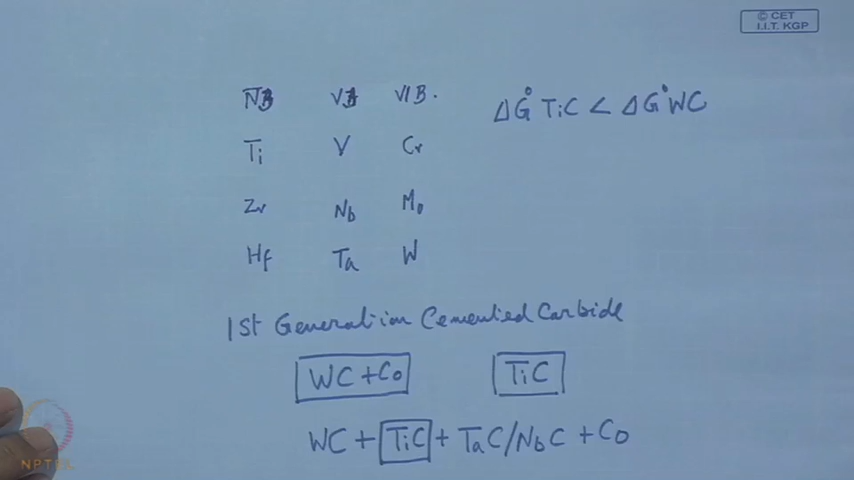 © CET
I.I.T. KGP
IVB VB VIB.
ΔG° TiC < ΔG° WC
Ti V Cr
Zr Nb Mo
Hf Ta W
1st Generation Cemented Carbide
WC+Co TiC
WC + TiC + TaC/NbC + Co
NPTEL